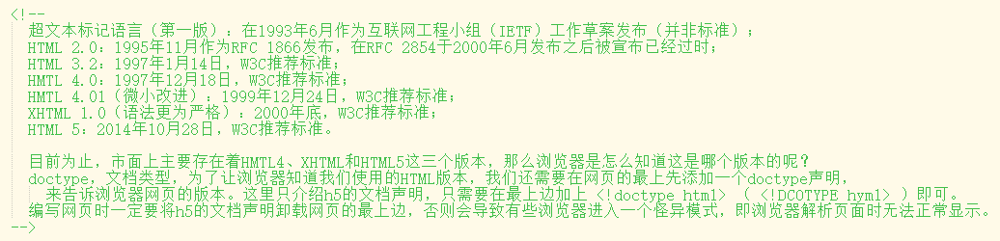 <!--
超文本标记语言（第一版）：在1993年6月作为互联网工程小组（IETF）工作草案发布（并非标准）；
HTML 2.0：1995年11月作为RFC 1866发布，在RFC 2854于2000年6月发布之后被宣布已经过时；
HTML 3.2：1997年1月14日，W3C推荐标准；
HMTL 4.0：1997年12月18日，W3C推荐标准；
HMTL 4.01（微小改进）：1999年12月24日，W3C推荐标准；
XHTML 1.0（语法更为严格）：2000年底，W3C推荐标准；
HTML 5：2014年10月28日，W3C推荐标准。
目前为止，市面上主要存在着HMTL4、XHTML和HTML5这三个版本，那么浏览器是怎么知道这是哪个版本的呢？
doctype，文档类型，为了让浏览器知道我们使用的HTML版本，我们还需要在网页的最上先添加一个doctype声明，
来告诉浏览器网页的版本。这里只介绍h5的文档声明，只需要在最上边加上 <!doctype html> （ <!DCOTYPE hyml> ）即可。
编写网页时一定要将h5的文档声明卸载网页的最上边，否则会导致有些浏览器进入一个怪异模式，即浏览器解析页面时无法正常显示。
-->